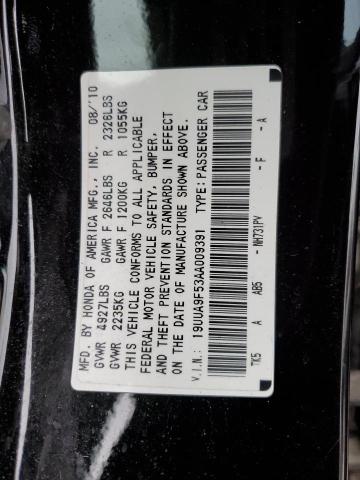 MFD. BY HONDA OF AMERICA MFG., INC. 08/'10
GVWR 4927LBS GAWR F 2646LBS R 2326LBS
GVWR 2235KG GAWR F 1200KG R 1055KG
THIS VEHICLE CONFORMS TO ALL APPLICABLE
FEDERAL MOTOR VEHICLE SAFETY, BUMPER,
AND THEFT PREVENTION STANDARDS IN EFFECT
ON THE DATE OF MANUFACTURE SHOWN ABOVE.
V.I.N.: 19UUA9F53AA009391 TYPE:PASSENGER CAR
TK5 A AB5 - NH731PX - F - A